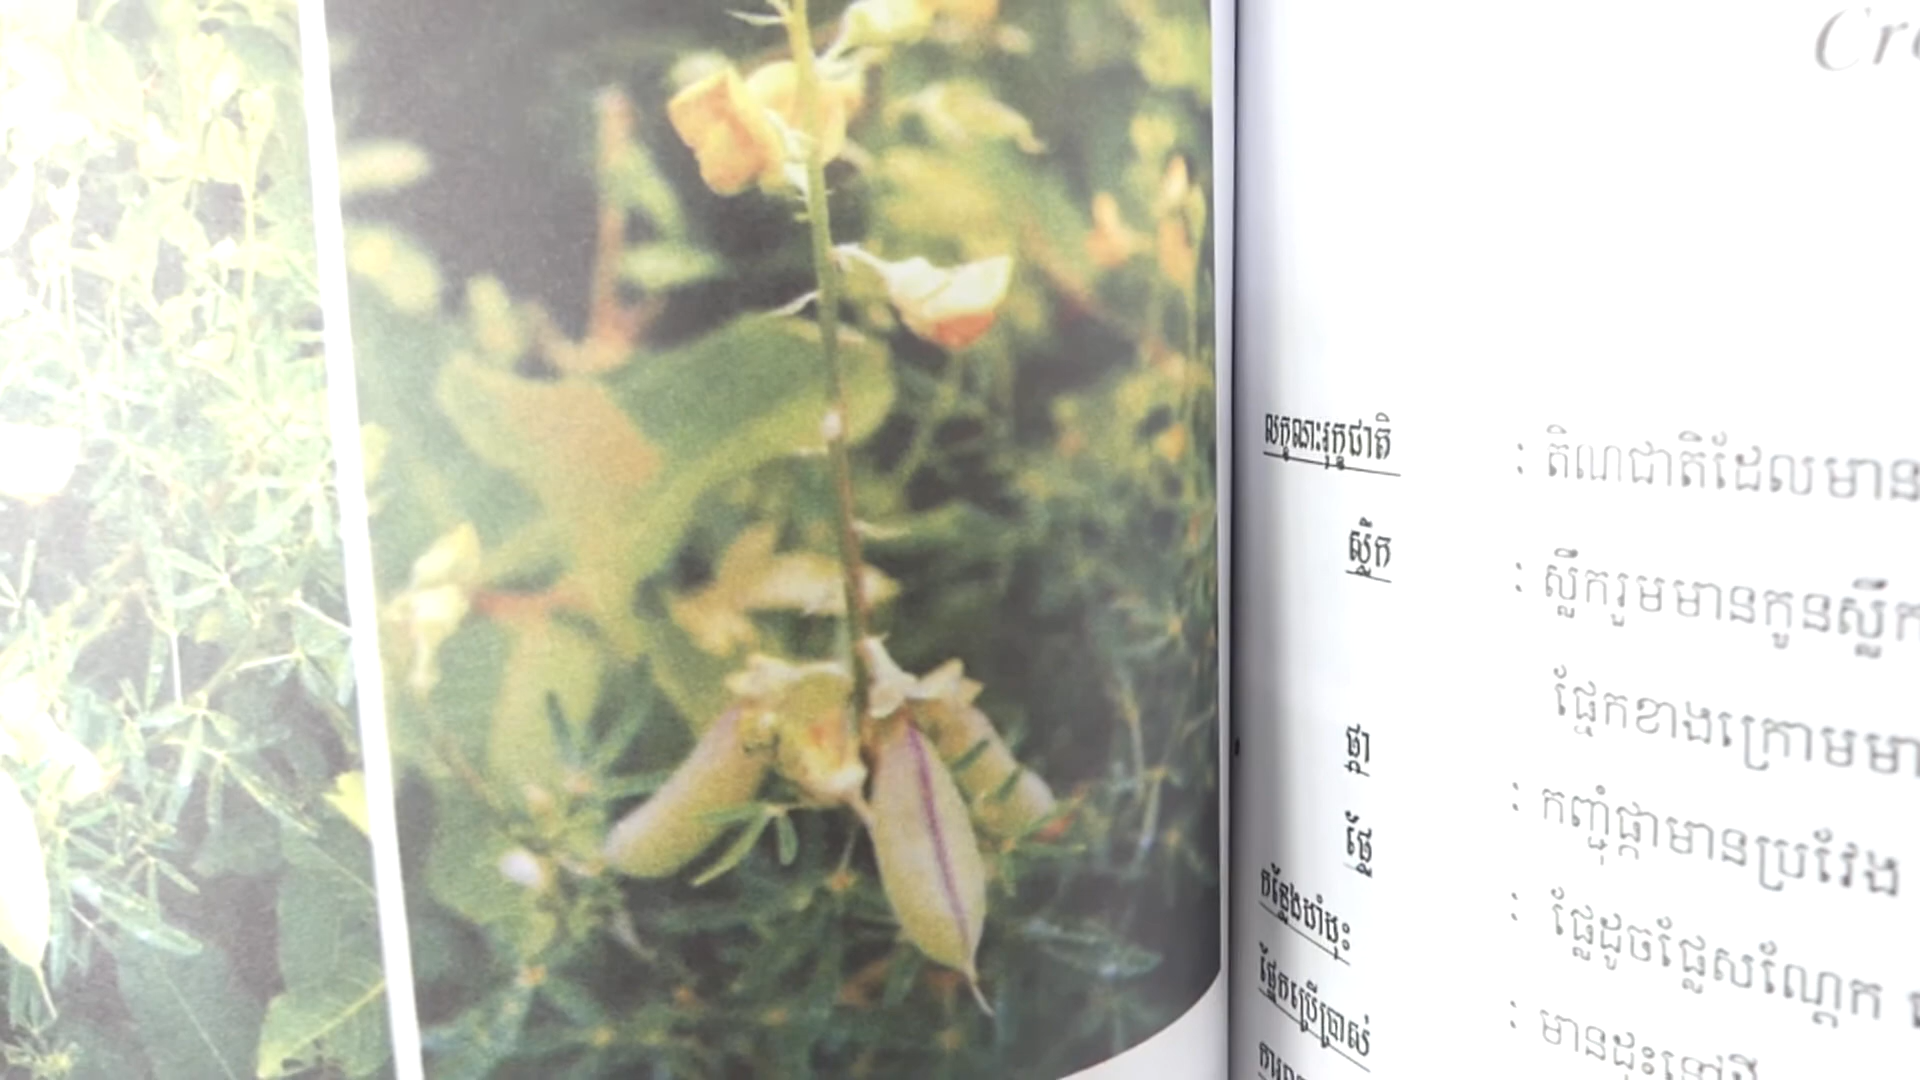 Cr
លក្ខណៈរុក្ខជាតិ : តិណជាតិដែលមាន
ស្លឹក : ស្លឹករួមមានកូនស្លឹក
ផ្នែកខាងក្រោមមា
ផ្កា : កញ្ចុំផ្កាមានប្រវែង
ផ្លែ : ផ្លែដូចផ្លែសណ្តែក
កន្លែងដាំដុះ : មានដុះនៅទី
ផ្នែកប្រើប្រាស់